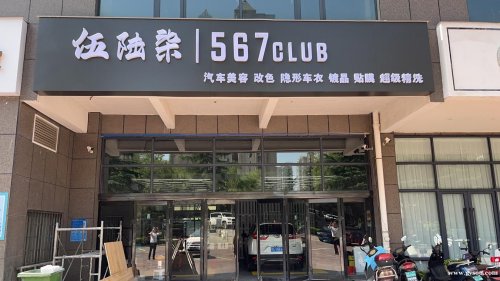 伍陆柒 | 567CLUB
汽车美容 改色 隐形车衣 镀晶 贴膜 超级精洗